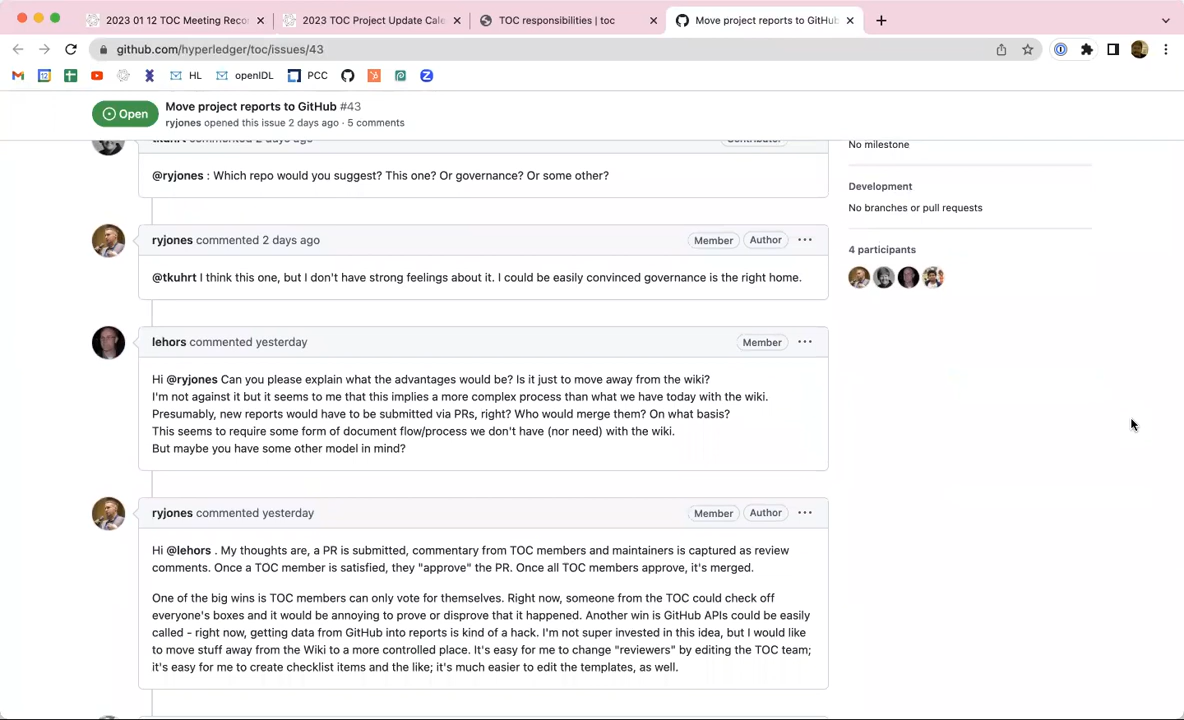 2023 01 12 TOC Meeting Reco
2023 TOC Project Update Cale
TOC responsibilities | toc
Move project reports to GitHub
github.com/hyperledger/toc/issues/43
HL
openIDL
PCC
Open
Move project reports to GitHub #43
ryjones opened this issue 2 days ago · 5 comments
tkuhrt commented 2 days ago
Contributor
@ryjones : Which repo would you suggest? This one? Or governance? Or some other?
ryjones commented 2 days ago
Member
Author
@tkuhrt I think this one, but I don't have strong feelings about it. I could be easily convinced governance is the right home.
lehors commented yesterday
Member
Hi @ryjones Can you please explain what the advantages would be? Is it just to move away from the wiki?
I'm not against it but it seems to me that this implies a more complex process than what we have today with the wiki.
Presumably, new reports would have to be submitted via PRs, right? Who would merge them? On what basis?
This seems to require some form of document flow/process we don't have (nor need) with the wiki.
But maybe you have some other model in mind?
ryjones commented yesterday
Member
Author
Hi @lehors . My thoughts are, a PR is submitted, commentary from TOC members and maintainers is captured as review
comments. Once a TOC member is satisfied, they "approve" the PR. Once all TOC members approve, it's merged.
One of the big wins is TOC members can only vote for themselves. Right now, someone from the TOC could check off
everyone's boxes and it would be annoying to prove or disprove that it happened. Another win is GitHub APIs could be easily
called - right now, getting data from GitHub into reports is kind of a hack. I'm not super invested in this idea, but I would like
to move stuff away from the Wiki to a more controlled place. It's easy for me to change "reviewers" by editing the TOC team;
it's easy for me to create checklist items and the like; it's much easier to edit the templates, as well.
No milestone
Development
No branches or pull requests
4 participants